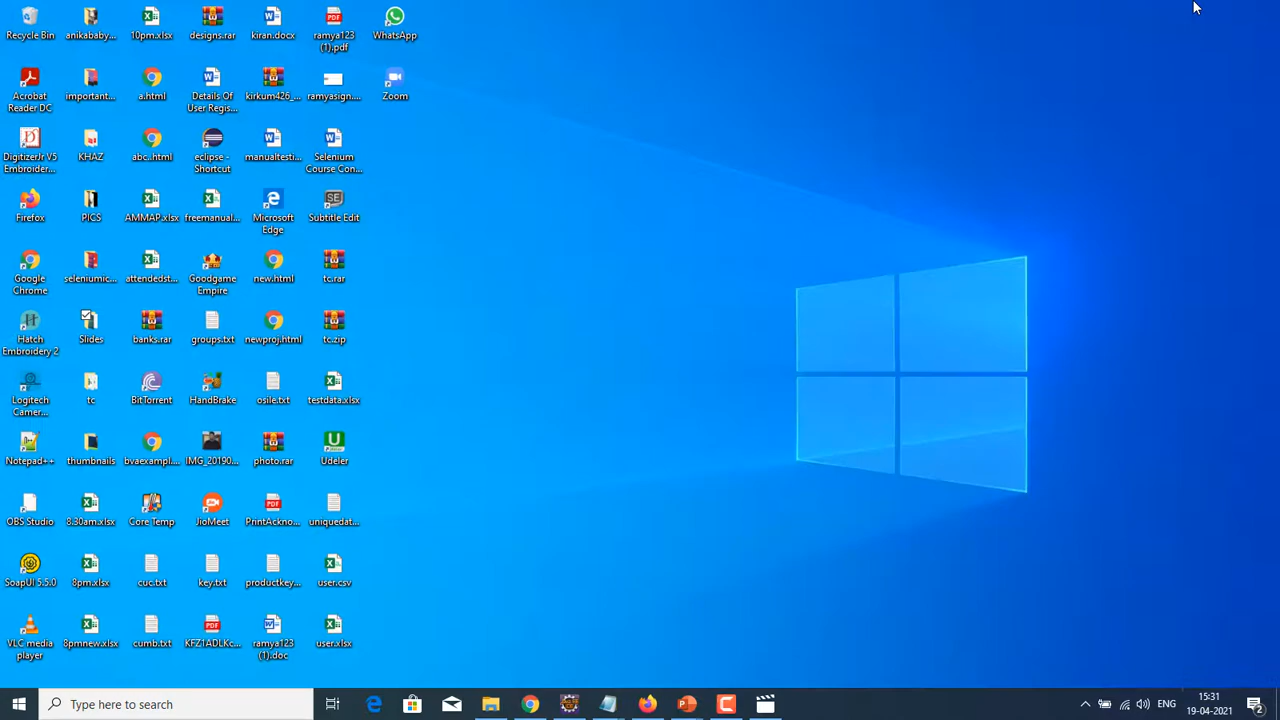 Recycle Bin
anikababy...
10pm.xlsx
designs.rar
kiran.docx
ramya123
(1).pdf
WhatsApp
Acrobat
Reader DC
important...
a.html
Details Of
User Regis...
kirkum426_...
ramyasign....
Zoom
DigitizerJr V5
Embroider...
KHAZ
abc..html
eclipse -
Shortcut
manualtesti...
Selenium
Course Con...
Firefox
PICS
AMMAP.xlsx
freemanual...
Microsoft
Edge
Subtitle Edit
Google
Chrome
seleniumic...
attendedst...
Goodgame
Empire
new.html
tc.rar
Hatch
Embroidery 2
Slides
banks.rar
groups.txt
newproj.html
tc.zip
Logitech
Camer...
tc
BitTorrent
HandBrake
osile.txt
testdata.xlsx
Notepad++
thumbnails
bvaexampl....
IMG_20190...
photo.rar
Udeler
OBS Studio
8.30am.xlsx
Core Temp
JioMeet
PrintAckno...
uniquedat...
SoapUI 5.5.0
8pm.xlsx
cuc.txt
key.txt
productkey...
user.csv
VLC media
player
8pmnew.xlsx
cumb.txt
KFZ1ADLKc...
ramya123
(1).doc
user.xlsx
Type here to search
ENG
15:31
19-04-2021
2